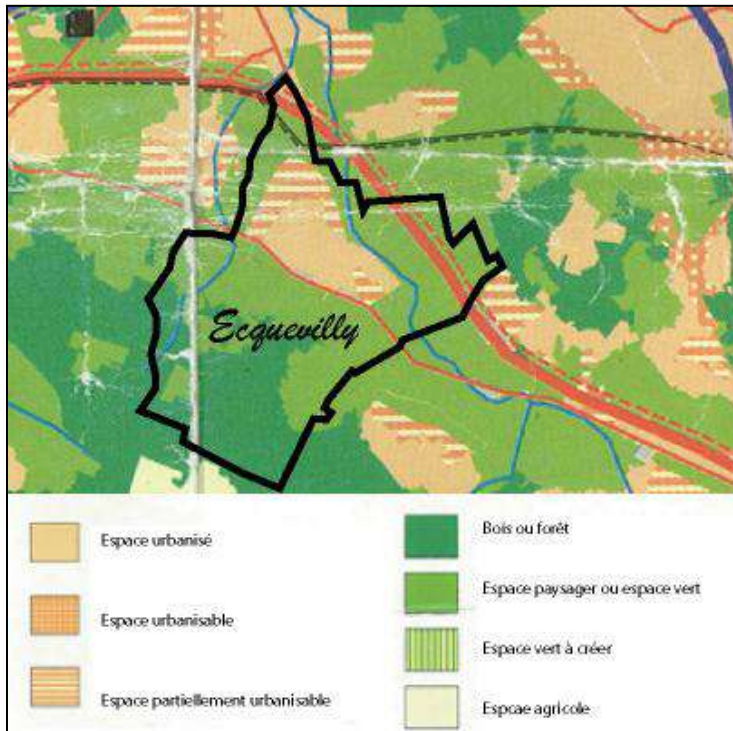 Ecquevilly
Espace urbanisé
Espace urbanisable
Espace partiellement urbanisable
Bois ou forêt
Espace paysager ou espace vert
Espace vert à créer
Espcae agricole